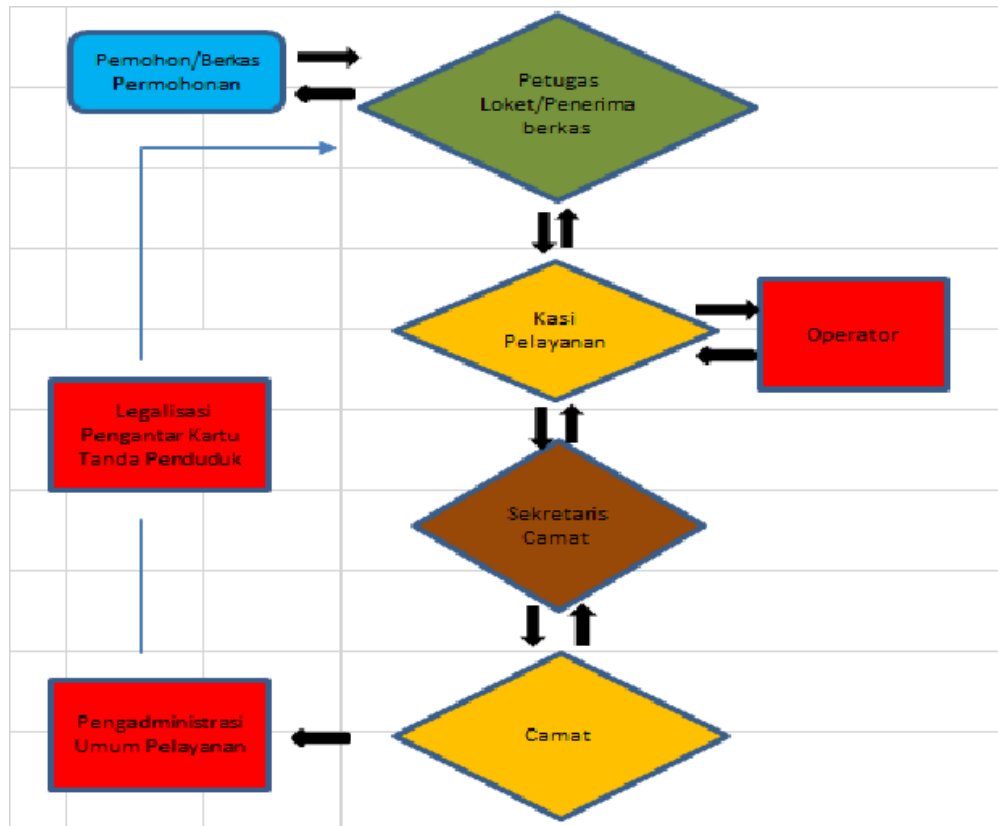 Pemohon/Berkas
Permohonan
Petugas
Loket/Penerima
berkas
Kasi
Pelayanan
Operator
Legalisasi
Pengantar Kartu
Tanda Penduduk
Sekretaris
Camat
Pengadministrasi
Umum Pelayanan
Camat